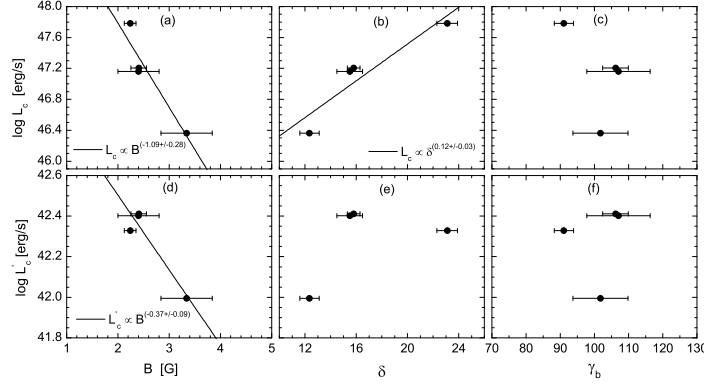 48.0
47.6
47.2
46.8
46.4
46.0
log L_c [erg/s]
(a)
L_c ∝ B^(-1.09+/-0.28)
(b)
L_c ∝ δ^(0.12+/-0.03)
(c)
42.6
42.4
42.2
42.0
41.8
log L'_c [erg/s]
(d)
L'_c ∝ B^(-0.37+/-0.09)
(e)
(f)
1 2 3 4 5
B [G]
12 16 20 24
δ
70 80 90 100 110 120 130
γ_b